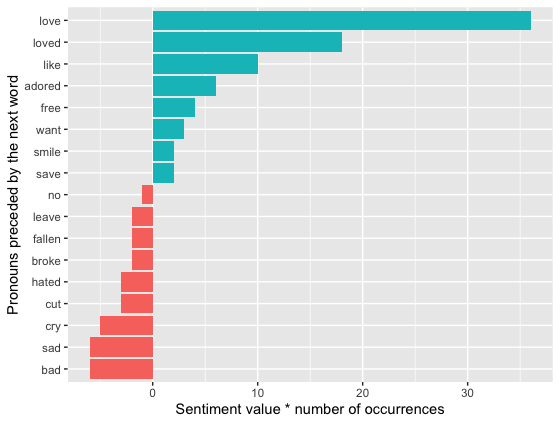 Pronouns preceded by the next word
love
loved
like
adored
free
want
smile
save
no
leave
fallen
broke
hated
cut
cry
sad
bad
0 10 20 30
Sentiment value * number of occurrences